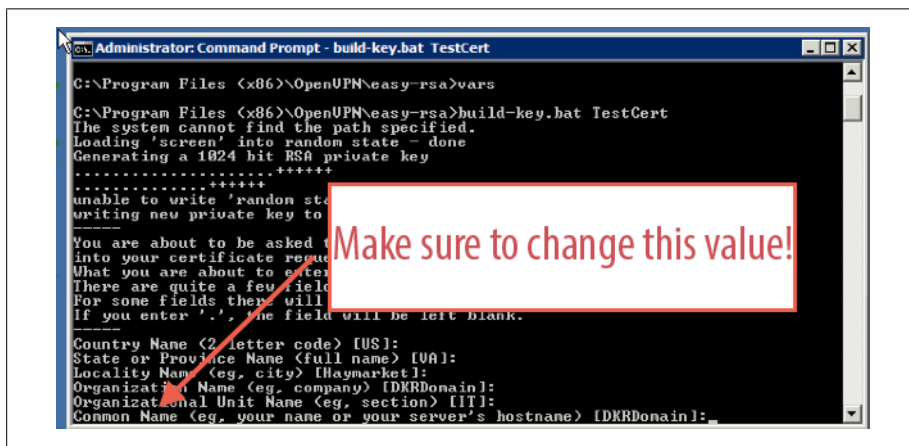 Administrator: Command Prompt - build-key.bat TestCert
C:\Program Files (x86)\OpenVPN\easy-rsa>vars
C:\Program Files (x86)\OpenVPN\easy-rsa>build-key.bat TestCert
The system cannot find the path specified.
Loading 'screen' into random state - done
Generating a 1024 bit RSA private key
......................++++++
...............++++++
unable to write 'random sta
writing new private key to
-----
You are about to be asked
into your certificate reque
What you are about to enter
There are quite a few field
For some fields there will
If you enter '.', the field will be left blank.
-----
Make sure to change this value!
Country Name (2 letter code) [US]:
State or Province Name (full name) [VA]:
Locality Name (eg, city) [Haymarket]:
Organization Name (eg, company) [DKRDomain]:
Organizational Unit Name (eg, section) [IT]:
Common Name (eg, your name or your server's hostname) [DKRDomain]:_